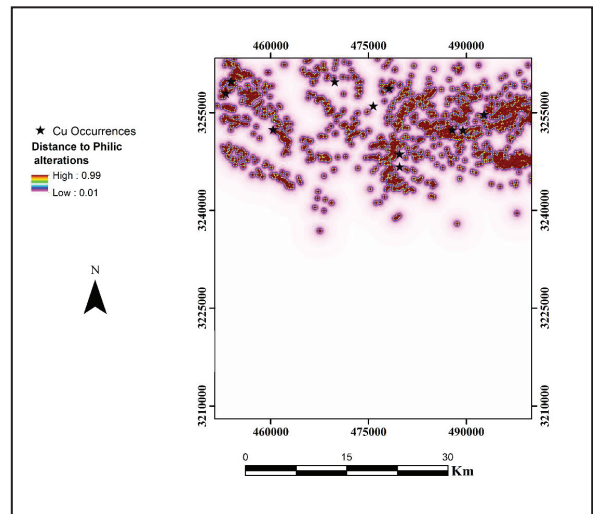 460000 475000 490000
3255000
3240000
3225000
3210000
Cu Occurrences
Distance to Philic
alterations
High : 0.99
Low : 0.01
N
3255000
3240000
3225000
3210000
460000 475000 490000
0 15 30
Km